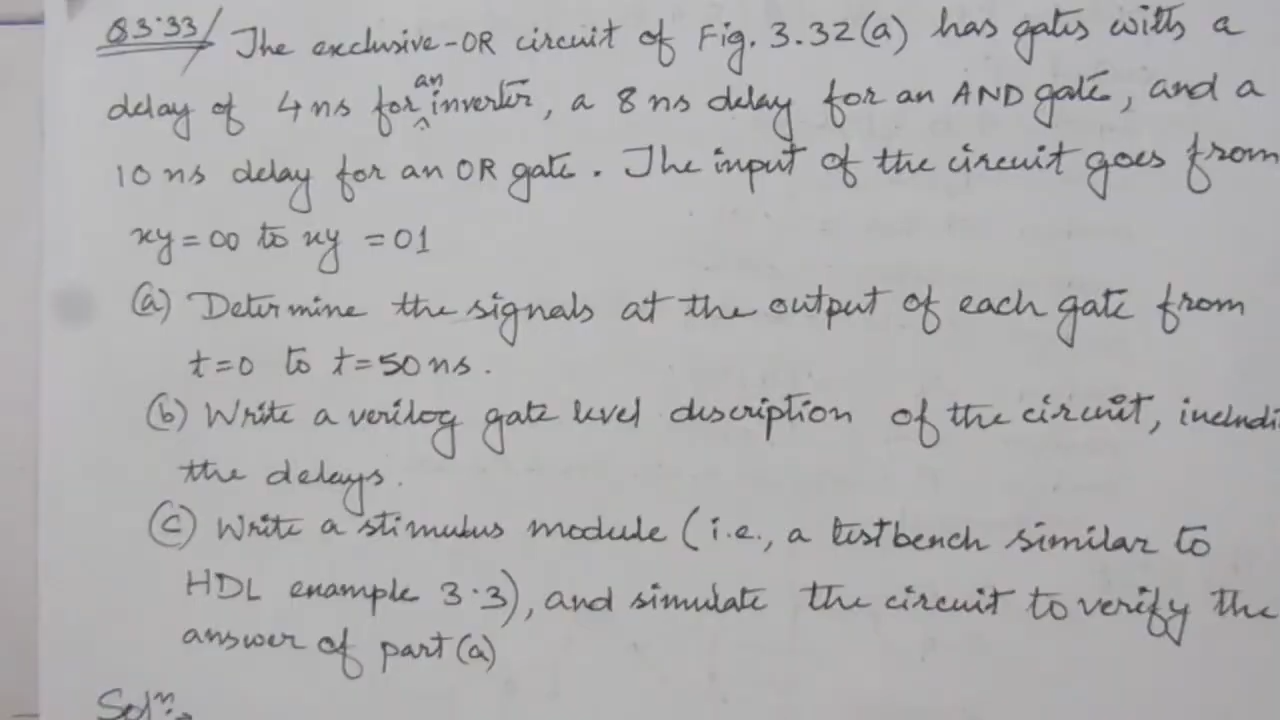 Q3.33/ The exclusive-OR circuit of Fig. 3.32(a) has gates with a
delay of 4 ns for an inverter, a 8 ns delay for an AND gate, and a
10 ns delay for an OR gate. The input of the circuit goes from
xy = 00 to xy = 01
(a) Determine the signals at the output of each gate from
t=0 to t=50 ns.
(b) Write a verilog gate level description of the circuit, includi
the delays.
(c) Write a stimulus module (i.e., a testbench similar to
HDL example 3.3), and simulate the circuit to verify the
answer of part (a)
Solⁿ: